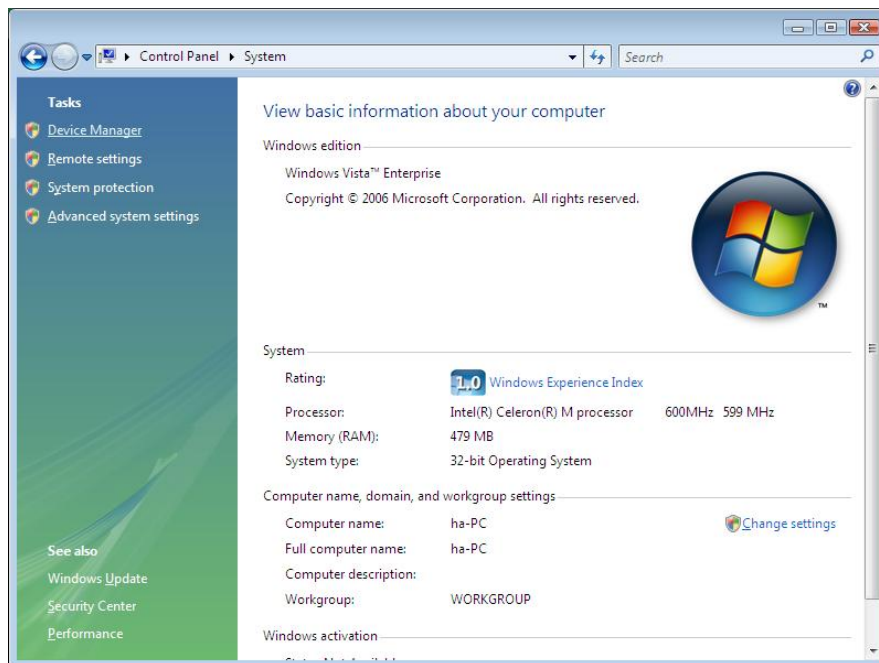 Control Panel ▸ System
Search
Tasks
Device Manager
Remote settings
System protection
Advanced system settings
See also
Windows Update
Security Center
Performance
View basic information about your computer
Windows edition
Windows Vista™ Enterprise
Copyright © 2006 Microsoft Corporation. All rights reserved.
TM
System
Rating: 1.0 Windows Experience Index
Processor: Intel(R) Celeron(R) M processor 600MHz 599 MHz
Memory (RAM): 479 MB
System type: 32-bit Operating System
Computer name, domain, and workgroup settings
Computer name: ha-PC Change settings
Full computer name: ha-PC
Computer description:
Workgroup: WORKGROUP
Windows activation